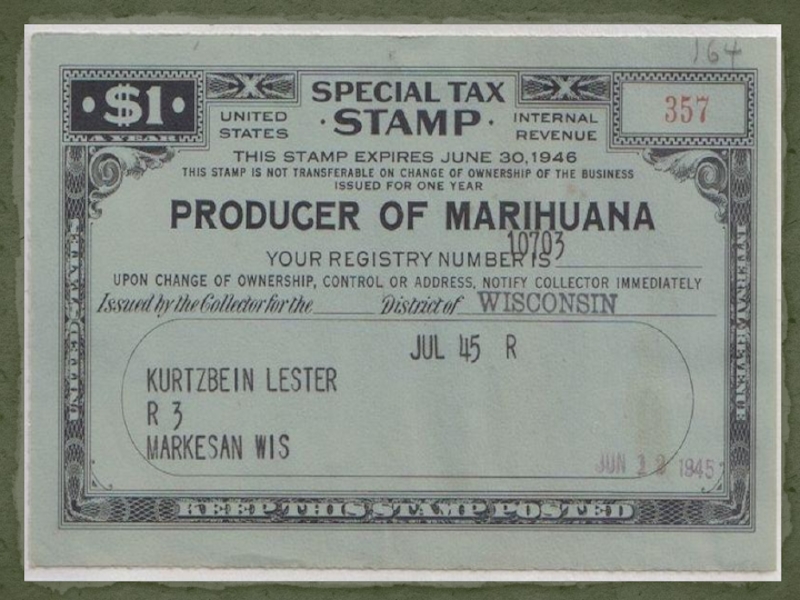 164
$1
A YEAR
UNITED STATES
SPECIAL TAX
STAMP
INTERNAL REVENUE
357
THIS STAMP EXPIRES JUNE 30, 1946
THIS STAMP IS NOT TRANSFERABLE ON CHANGE OF OWNERSHIP OF THE BUSINESS
ISSUED FOR ONE YEAR
PRODUCER OF MARIHUANA
10703
YOUR REGISTRY NUMBER IS
UPON CHANGE OF OWNERSHIP, CONTROL OR ADDRESS, NOTIFY COLLECTOR IMMEDIATELY
Issued by the Collector for the District of WISCONSIN
JUL 45 R
KURTZBEIN LESTER
R 3
MARKESAN WIS
JUN 1945
KEEP THIS STAMP POSTED
INTERNAL REVENUE